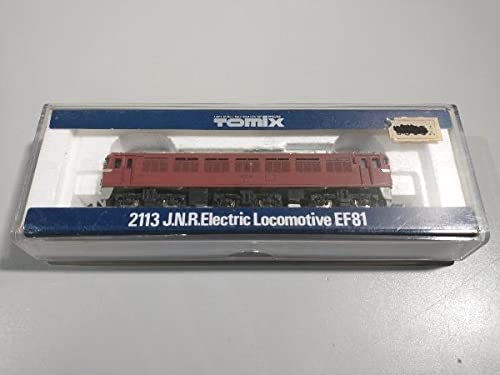 TOMIX
2113 J.N.R.Electric Locomotive EF81